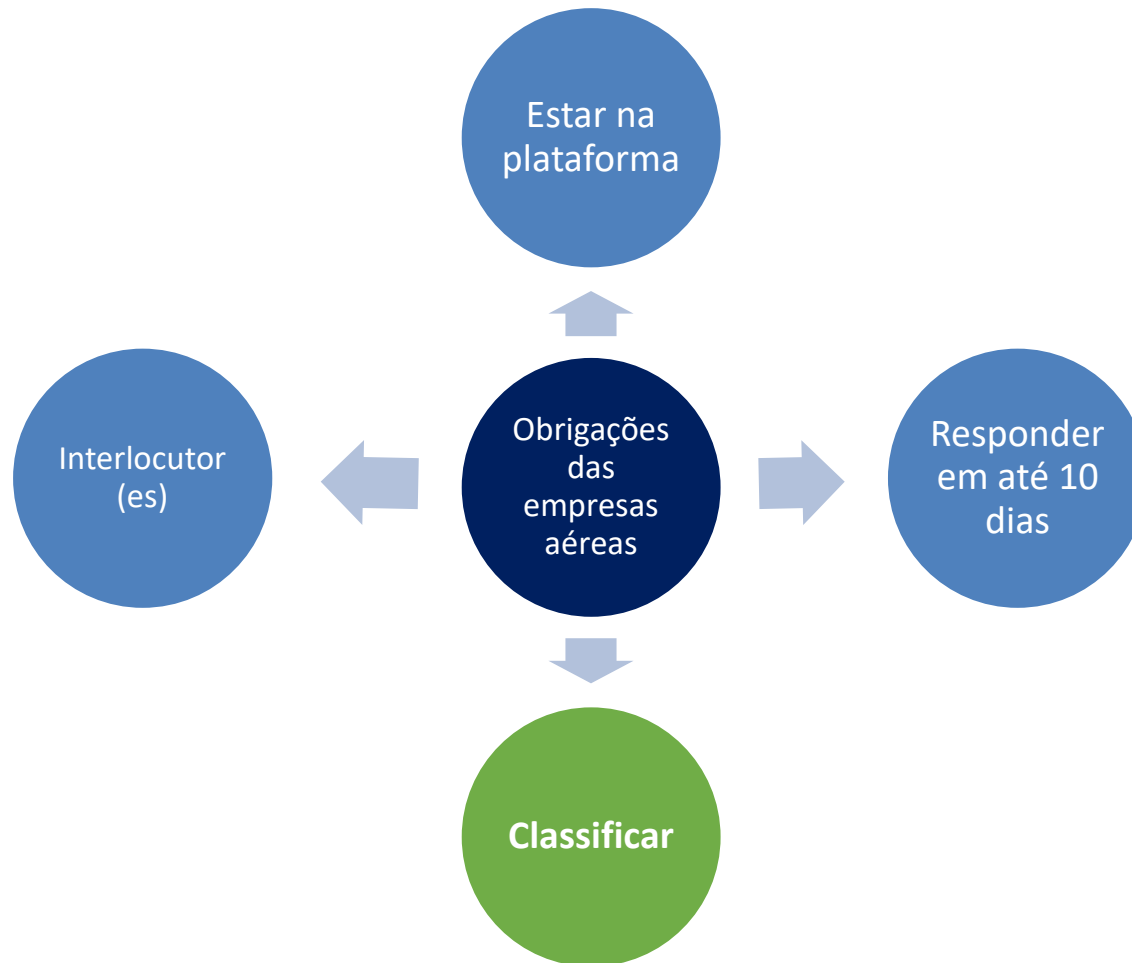 Estar na
plataforma
Interlocutor
(es)
Obrigações
das
empresas
aéreas
Responder
em até 10
dias
Classificar